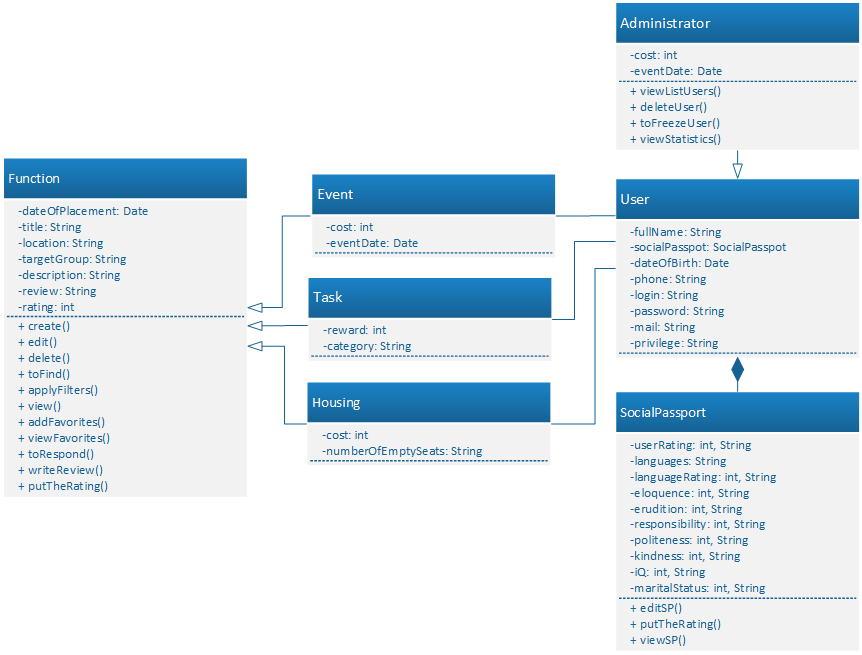 Administrator
-cost: int
-eventDate: Date
+ viewListUsers()
+ deleteUser()
+ toFreezeUser()
+ viewStatistics()
Function
-dateOfPlacement: Date
-title: String
-location: String
-targetGroup: String
-description: String
-review: String
-rating: int
+ create()
+ edit()
+ delete()
+ toFind()
+ applyFilters()
+ view()
+ addFavorites()
+ viewFavorites()
+ toRespond()
+ writeReview()
+ putTheRating()
Event
-cost: int
-eventDate: Date
Task
-reward: int
-category: String
Housing
-cost: int
-numberOfEmptySeats: String
User
-fullName: String
-socialPasspot: SocialPasspot
-dateOfBirth: Date
-phone: String
-login: String
-password: String
-mail: String
-privilege: String
SocialPassport
-userRating: int, String
-languages: String
-languageRating: int, String
-eloquence: int, String
-erudition: int, String
-responsibility: int, String
-politeness: int, String
-kindness: int, String
-iQ: int, String
-maritalStatus: int, String
+ editSP()
+ putTheRating()
+ viewSP()